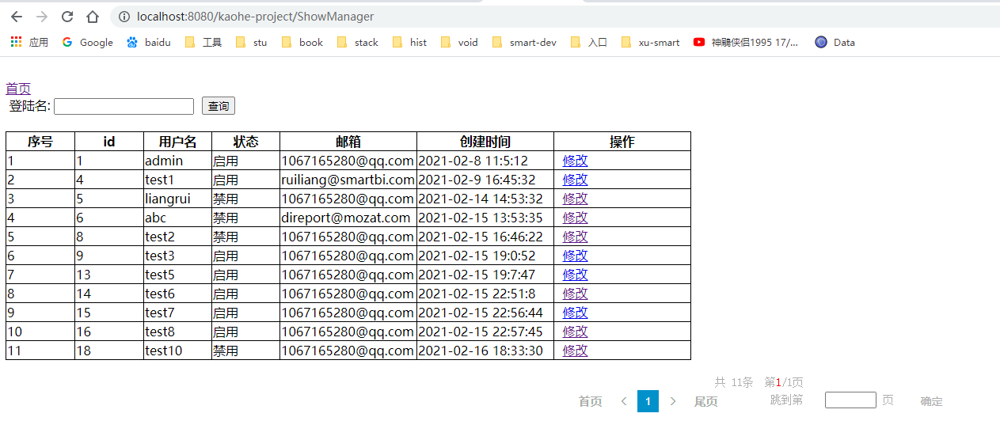 localhost:8080/kaohe-project/ShowManager
应用 Google baidu 工具 stu book stack hist void smart-dev 入口 xu-smart 神鵰侠侣1995 17/... Data
首页
登陆名: 查询
序号 id 用户名 状态 邮箱 创建时间 操作
1 1 admin 启用 1067165280@qq.com 2021-02-8 11:5:12 修改
2 4 test1 启用 ruiliang@smartbi.com 2021-02-9 16:45:32 修改
3 5 liangrui 禁用 1067165280@qq.com 2021-02-14 14:53:32 修改
4 6 abc 禁用 direport@mozat.com 2021-02-15 13:53:35 修改
5 8 test2 禁用 1067165280@qq.com 2021-02-15 16:46:22 修改
6 9 test3 启用 1067165280@qq.com 2021-02-15 19:0:52 修改
7 13 test5 启用 1067165280@qq.com 2021-02-15 19:7:47 修改
8 14 test6 启用 1067165280@qq.com 2021-02-15 22:51:8 修改
9 15 test7 启用 1067165280@qq.com 2021-02-15 22:56:44 修改
10 16 test8 启用 1067165280@qq.com 2021-02-15 22:57:45 修改
11 18 test10 禁用 1067165280@qq.com 2021-02-16 18:33:30 修改
共 11条 第1/1页
首页 < 1 > 尾页 跳到第 页 确定